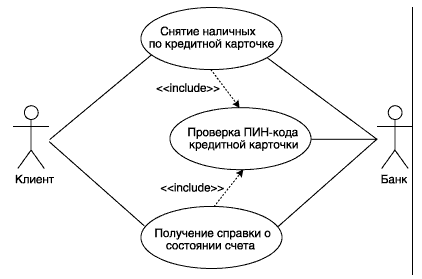 Снятие наличных
по кредитной карточке
<<include>>
Проверка ПИН-кода
кредитной карточки
Клиент
Банк
<<include>>
Получение справки о
состоянии счета